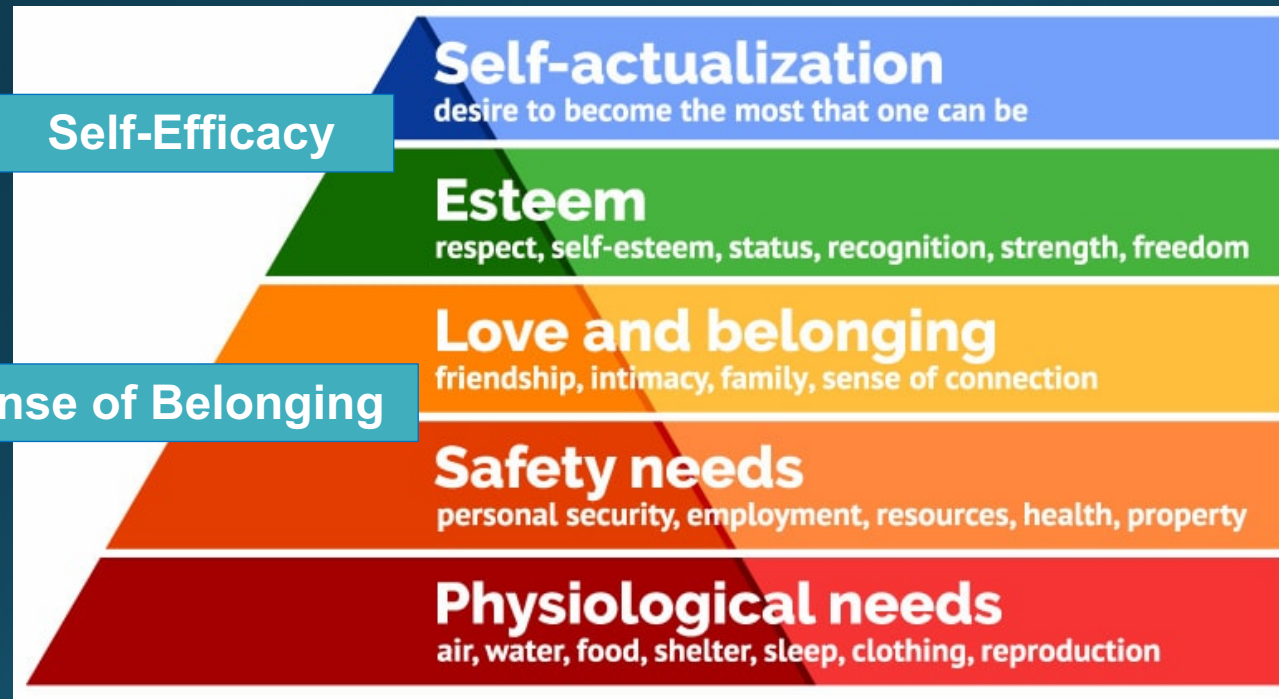 Self-actualization
desire to become the most that one can be
Self-Efficacy
Esteem
respect, self-esteem, status, recognition, strength, freedom
Love and belonging
friendship, intimacy, family, sense of connection
nse of Belonging
Safety needs
personal security, employment, resources, health, property
Physiological needs
air, water, food, shelter, sleep, clothing, reproduction